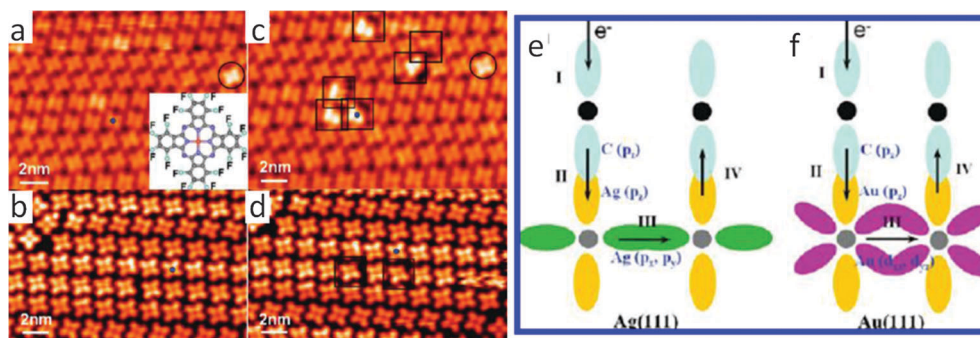 a
F F
F F
F F
F F
F F
F F
F F
F F
2nm
b
2nm
c
2nm
d
2nm
e
e-
I
C (pz)
II
Ag (pz)
IV
III
Ag (px, py)
Ag(111)
f
e-
I
C (pz)
II
Au (pz)
IV
III
Au (dxz, dyz)
Au(111)